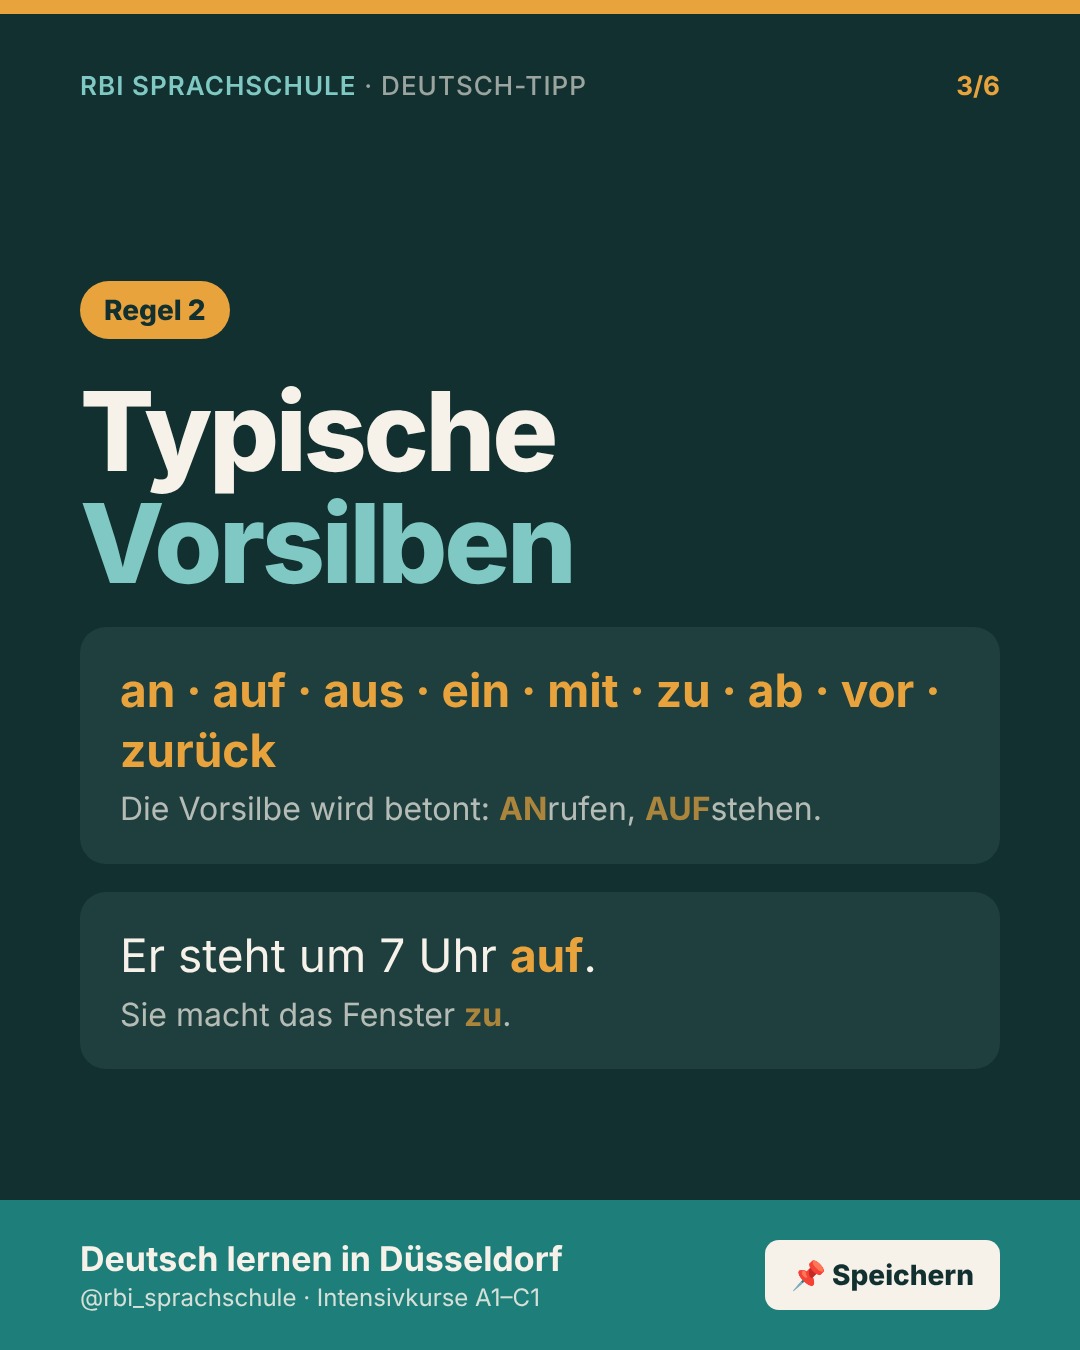 RBI SPRACHSCHULE · DEUTSCH-TIPP
3/6
Regel 2
Typische
Vorsilben
an · auf · aus · ein · mit · zu · ab · vor ·
zurück
Die Vorsilbe wird betont: ANrufen, AUFstehen.
Er steht um 7 Uhr auf.
Sie macht das Fenster zu.
Deutsch lernen in Düsseldorf
@rbi_sprachschule · Intensivkurse A1–C1
📌 Speichern